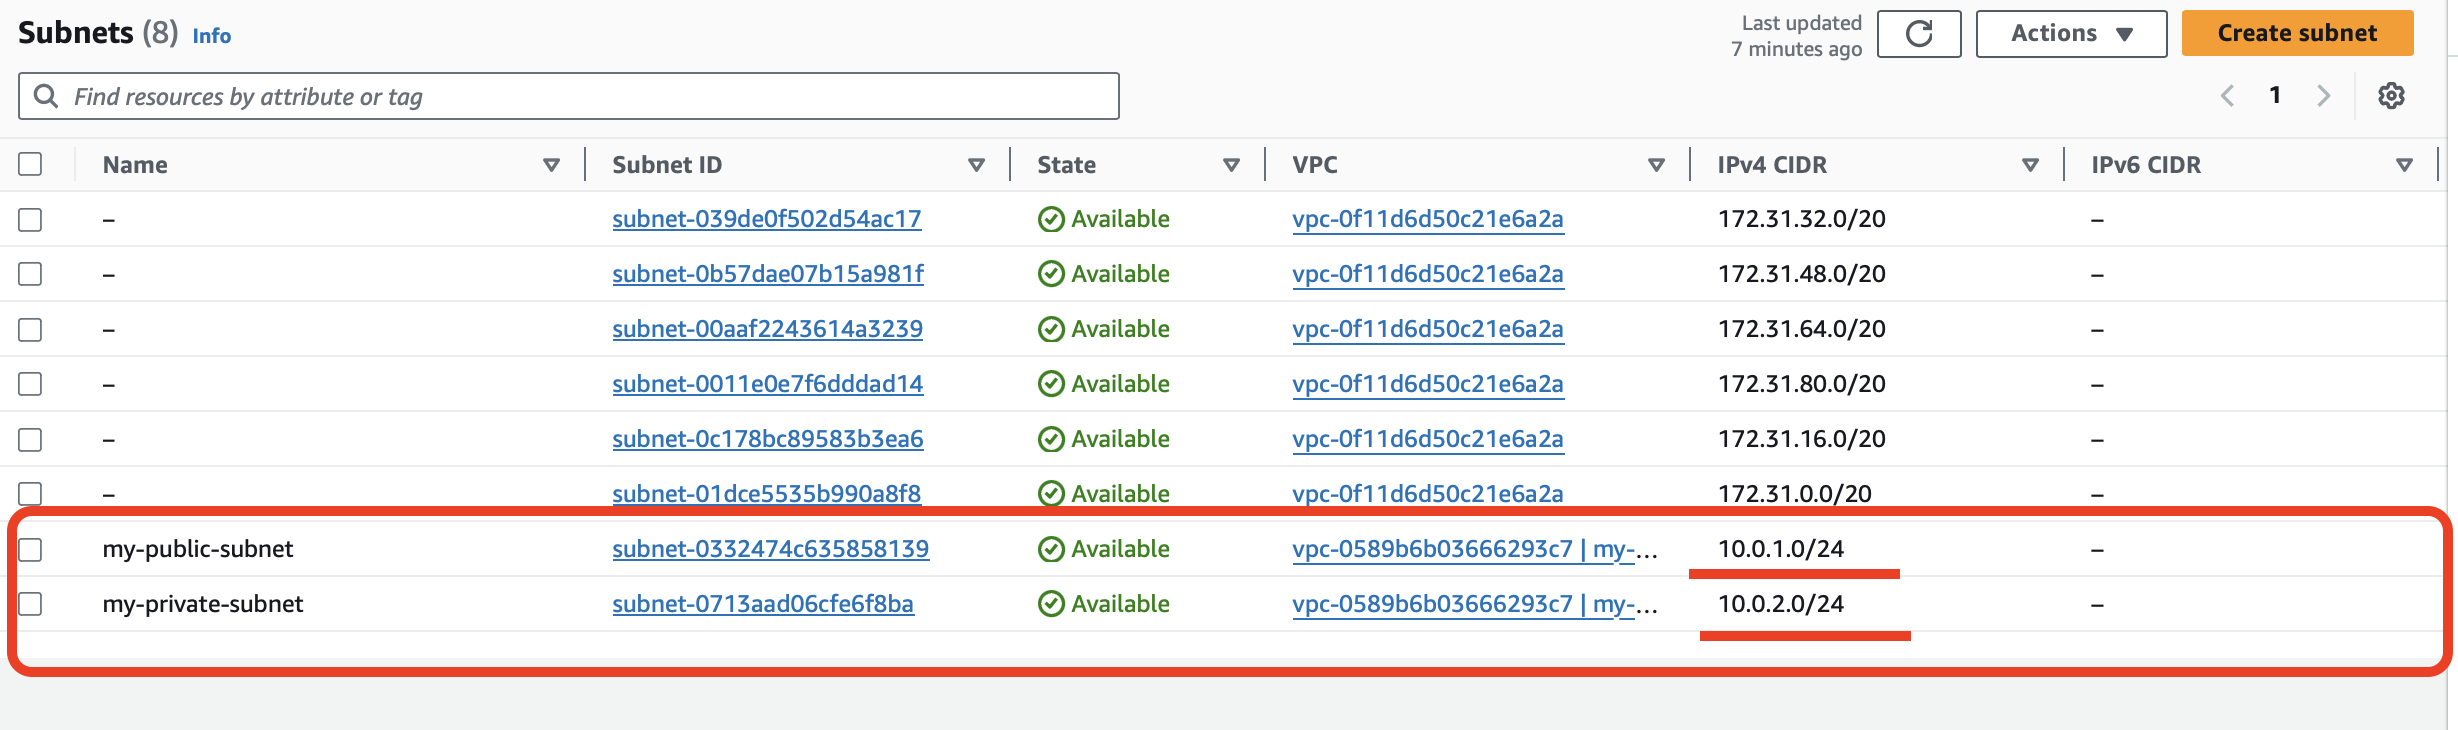 Subnets (8) Info
Last updated
7 minutes ago
Actions
Create subnet
Find resources by attribute or tag
1
Name Subnet ID State VPC IPv4 CIDR IPv6 CIDR
– subnet-039de0f502d54ac17 Available vpc-0f11d6d50c21e6a2a 172.31.32.0/20 –
– subnet-0b57dae07b15a981f Available vpc-0f11d6d50c21e6a2a 172.31.48.0/20 –
– subnet-00aaf2243614a3239 Available vpc-0f11d6d50c21e6a2a 172.31.64.0/20 –
– subnet-0011e0e7f6dddad14 Available vpc-0f11d6d50c21e6a2a 172.31.80.0/20 –
– subnet-0c178bc89583b3ea6 Available vpc-0f11d6d50c21e6a2a 172.31.16.0/20 –
– subnet-01dce5535b990a8f8 Available vpc-0f11d6d50c21e6a2a 172.31.0.0/20 –
my-public-subnet subnet-0332474c635858139 Available vpc-0589b6b03666293c7 | my-... 10.0.1.0/24 –
my-private-subnet subnet-0713aad06cfe6f8ba Available vpc-0589b6b03666293c7 | my-... 10.0.2.0/24 –